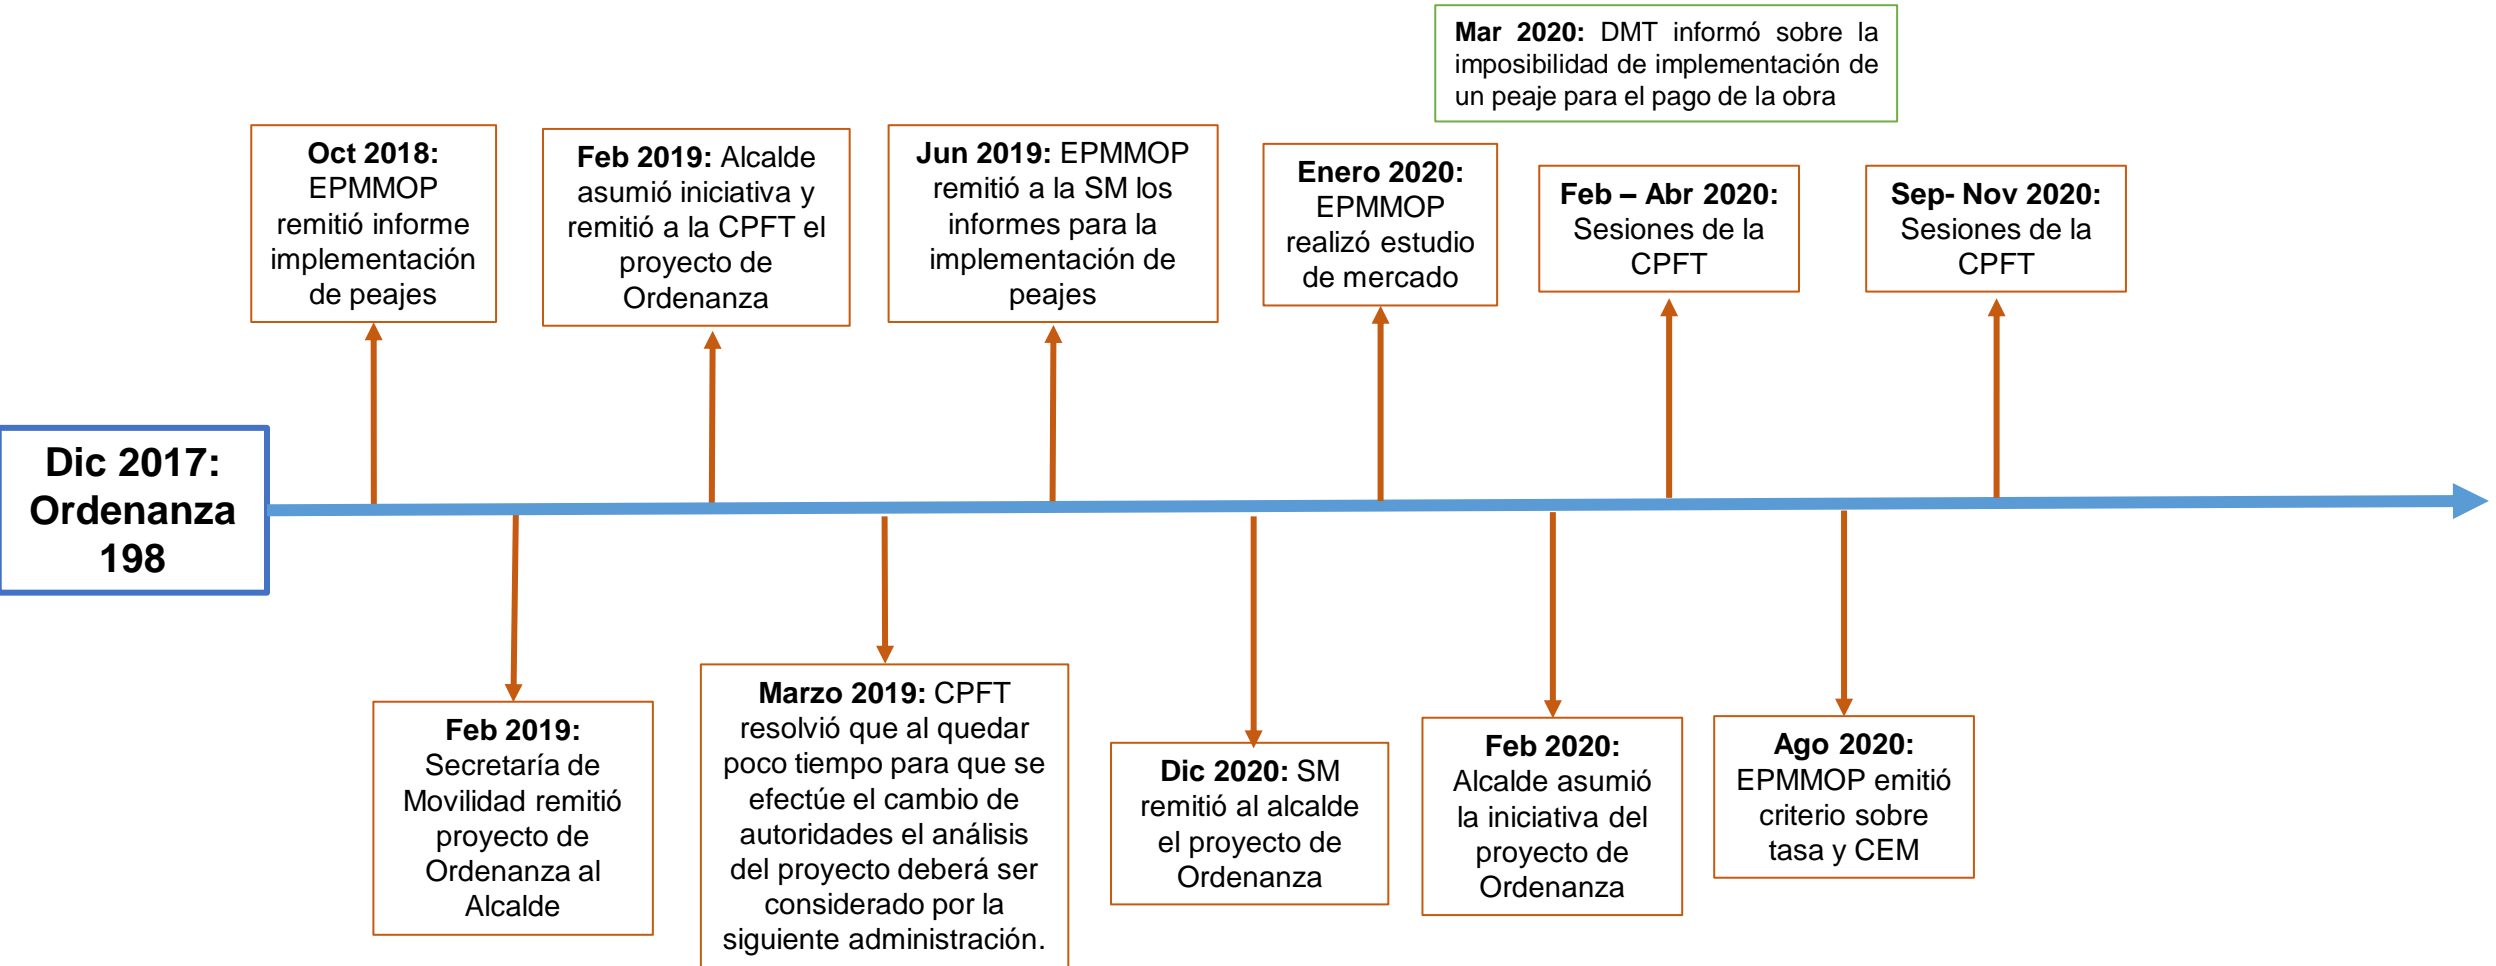 Mar 2020: DMT informó sobre la
imposibilidad de implementación de
un peaje para el pago de la obra
Oct 2018:
EPMMOP
remitió informe
implementación
de peajes
Feb 2019: Alcalde
asumió iniciativa y
remitió a la CPFT el
proyecto de
Ordenanza
Jun 2019: EPMMOP
remitió a la SM los
informes para la
implementación de
peajes
Enero 2020:
EPMMOP
realizó estudio
de mercado
Feb – Abr 2020:
Sesiones de la
CPFT
Sep- Nov 2020:
Sesiones de la
CPFT
Dic 2017:
Ordenanza
198
Feb 2019:
Secretaría de
Movilidad remitió
proyecto de
Ordenanza al
Alcalde
Marzo 2019: CPFT
resolvió que al quedar
poco tiempo para que se
efectúe el cambio de
autoridades el análisis
del proyecto deberá ser
considerado por la
siguiente administración.
Dic 2020: SM
remitió al alcalde
el proyecto de
Ordenanza
Feb 2020:
Alcalde asumió
la iniciativa del
proyecto de
Ordenanza
Ago 2020:
EPMMOP emitió
criterio sobre
tasa y CEM